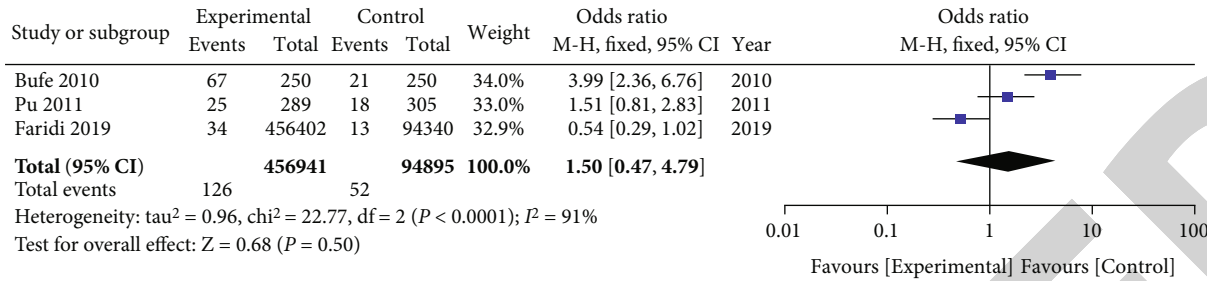 Study or subgroup Experimental Control Weight Odds ratio Year Odds ratio
Events Total Events Total M-H, fixed, 95% CI M-H, fixed, 95% CI
Bufe 2010 67 250 21 250 34.0% 3.99 [2.36, 6.76] 2010
Pu 2011 25 289 18 305 33.0% 1.51 [0.81, 2.83] 2011
Faridi 2019 34 456402 13 94340 32.9% 0.54 [0.29, 1.02] 2019
Total (95% CI) 456941 94895 100.0% 1.50 [0.47, 4.79]
Total events 126 52
Heterogeneity: tau² = 0.96, chi² = 22.77, df = 2 (P < 0.0001); I² = 91%
Test for overall effect: Z = 0.68 (P = 0.50)
0.01 0.1 1 10 100
Favours [Experimental] Favours [Control]